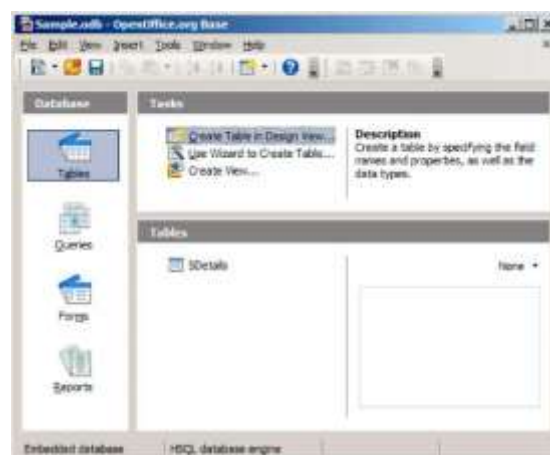 Sample.odb - OpenOffice.org Base
File Edit View Insert Tools Window Help
Database
Tables
Queries
Forms
Reports
Tasks
Create Table in Design View...
Use Wizard to Create Table...
Create View...
Description
Create a table by specifying the field
names and properties, as well as the
data types.
Tables
SDetails
None
Embedded database
HSQL database engine